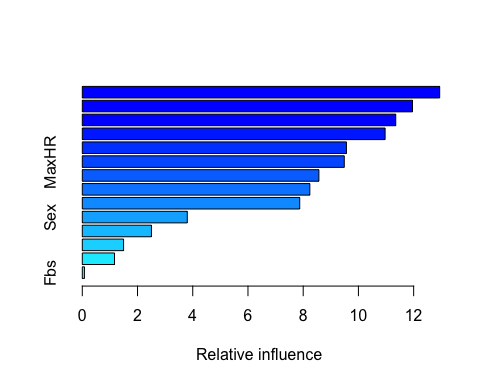 MaxHR
Sex
Fbs
0 2 4 6 8 10 12
Relative influence